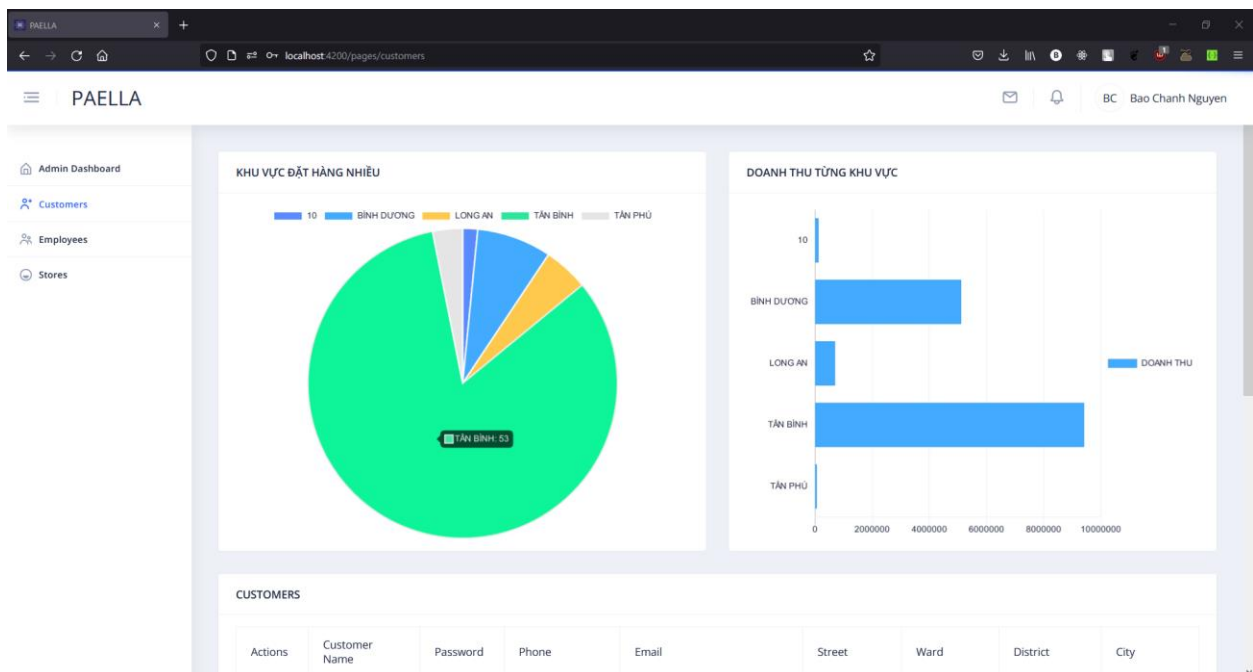 PAELLA
localhost:4200/pages/customers
PAELLA
BC Bao Chanh Nguyen
Admin Dashboard
Customers
Employees
Stores
KHU VỰC ĐẶT HÀNG NHIỀU
10 BÌNH DƯƠNG LONG AN TÂN BÌNH TÂN PHÚ
TÂN BÌNH: 53
DOANH THU TỪNG KHU VỰC
10
BÌNH DƯƠNG
LONG AN
TÂN BÌNH
TÂN PHÚ
0 2000000 4000000 6000000 8000000 10000000
DOANH THU
CUSTOMERS
Actions Customer Name Password Phone Email Street Ward District City